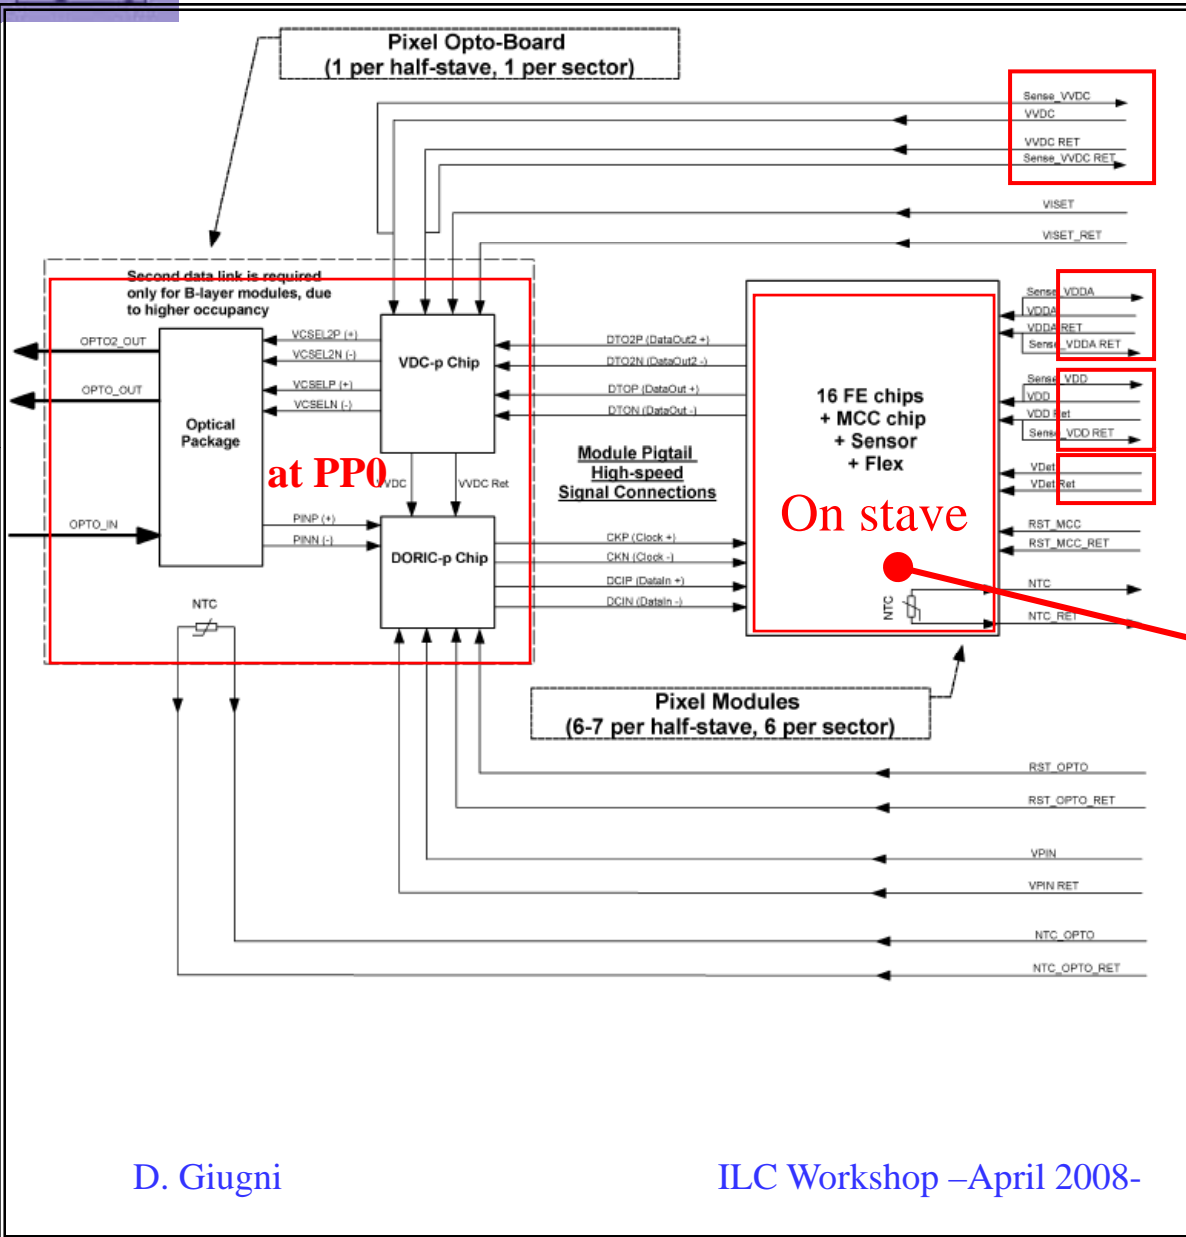 Pixel Opto-Board
(1 per half-stave, 1 per sector)
Sense_VVDC
VVDC
VVDC RET
Sense_VVDC RET
VISET
VISET_RET
Second data link is required
only for B-layer modules, due
to higher occupancy
OPTO2_OUT
OPTO_OUT
OPTO_IN
Optical
Package
VCSEL2P (+)
VCSEL2N (-)
VCSELP (+)
VCSELN (-)
VDC-p Chip
at PP0
VVDC
VVDC Ret
PINP (+)
PINN (-)
DORIC-p Chip
NTC
DTO2P (DataOut2 +)
DTO2N (DataOut2 -)
DTOP (DataOut +)
DTON (DataOut -)
Module Pigtail
High-speed
Signal Connections
CKP (Clock +)
CKN (Clock -)
DCIP (DataIn +)
DCIN (DataIn -)
16 FE chips
+ MCC chip
+ Sensor
+ Flex
On stave
NTC
Sense_VDDA
VDDA
VDDA RET
Sense_VDDA RET
Sense_VDD
VDD
VDD Ret
Sense_VDD RET
VDet
VDet Ret
RST_MCC
RST_MCC_RET
NTC
NTC_RET
Pixel Modules
(6-7 per half-stave, 6 per sector)
RST_OPTO
RST_OPTO_RET
VPIN
VPIN RET
NTC_OPTO
NTC_OPTO_RET
D. Giugni
ILC Workshop –April 2008-